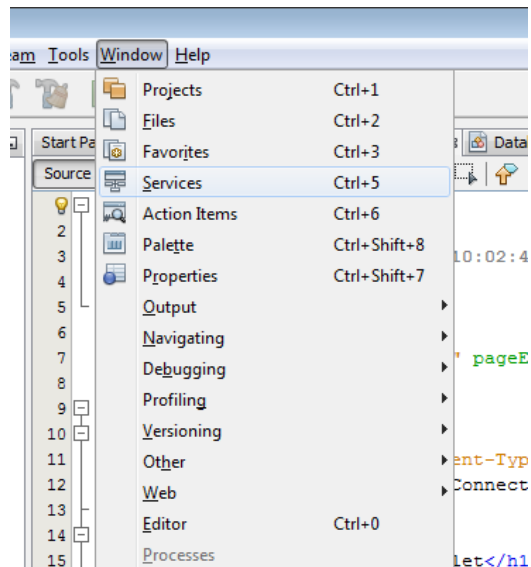 Tools Window Help
Projects Ctrl+1
Files Ctrl+2
Favorites Ctrl+3
Services Ctrl+5
Action Items Ctrl+6
Palette Ctrl+Shift+8
Properties Ctrl+Shift+7
Output
Navigating
Debugging
Profiling
Versioning
Other
Web
Editor Ctrl+0
Processes
Start Pa
Data
Source
2
3 10:02:4
4
5
6
7 " pageE
8
9
10
11 ent-Typ
12 Connect
13
14
15 let</h1